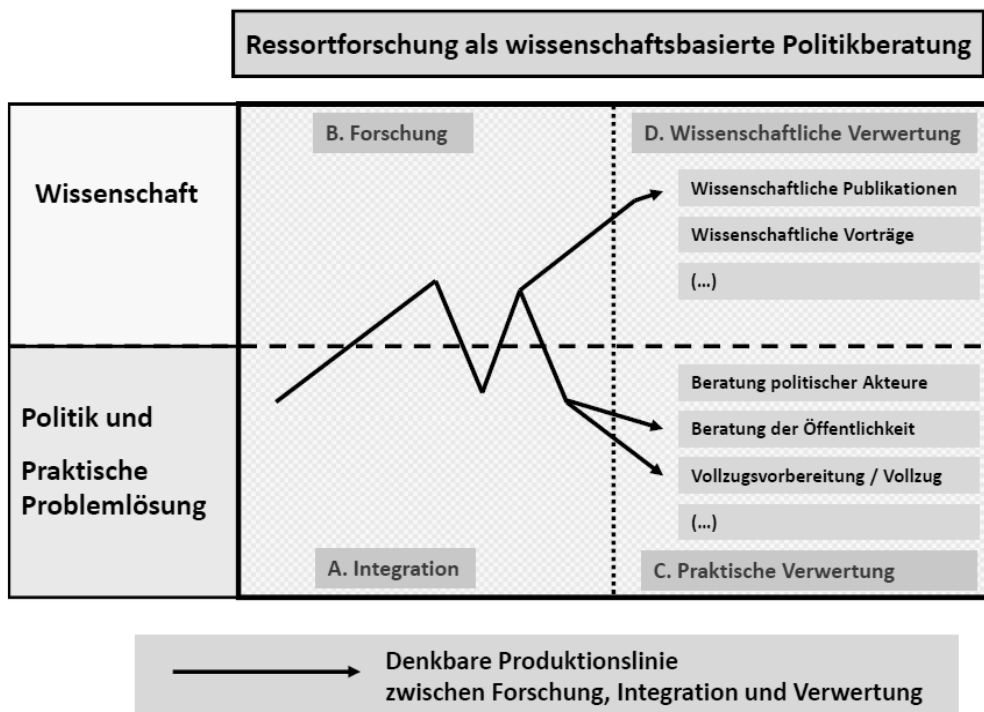 Ressortforschung als wissenschaftsbasierte Politikberatung
B. Forschung
D. Wissenschaftliche Verwertung
Wissenschaft
Wissenschaftliche Publikationen
Wissenschaftliche Vorträge
(...)
Politik und
Praktische
Problemlösung
Beratung politischer Akteure
Beratung der Öffentlichkeit
Vollzugsvorbereitung / Vollzug
(...)
A. Integration
C. Praktische Verwertung
Denkbare Produktionslinie
zwischen Forschung, Integration und Verwertung